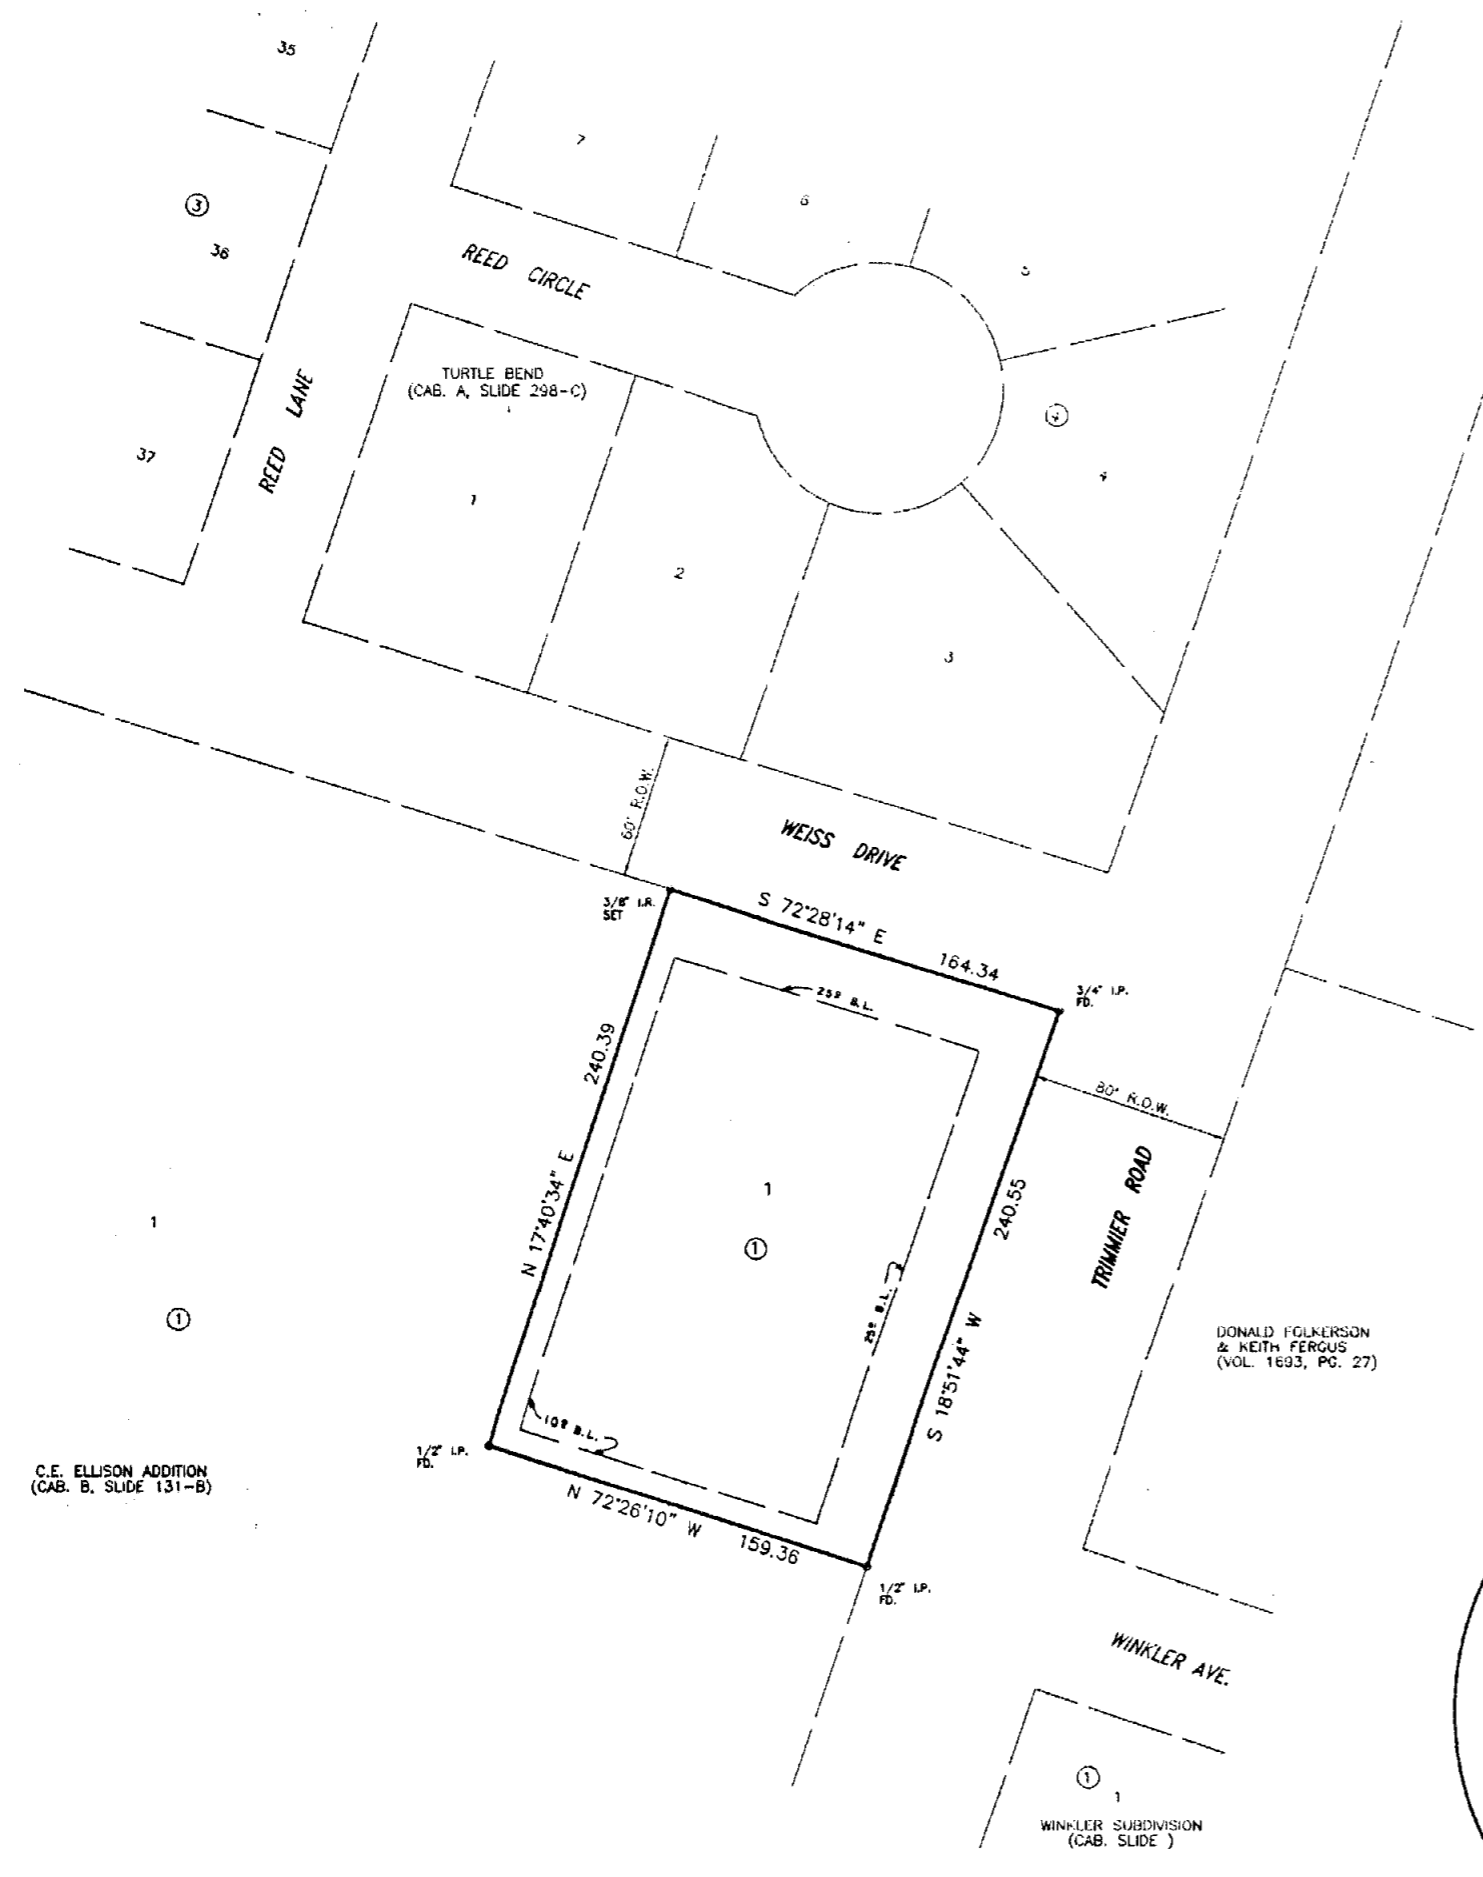 35
7
6
③
36
5
REED CIRCLE
TURTLE BEND
(CAB. A, SLIDE 298-C)
REED LANE
④
4
37
1
2
3
60' R.O.W.
WEISS DRIVE
3/8" I.R.
SET
S 72°28'14" E
164.34
3/4" I.P.
FD.
25' B.L.
240.39
80' R.O.W.
N 17°40'34" E
TRIMMIER ROAD
1
①
240.55
1
①
25' B.L.
S 18°51'44" W
DONALD FOLKERSON
& KEITH FERGUS
(VOL. 1693, PG. 27)
10' B.L.
1/2" I.P.
FD.
C.E. ELLISON ADDITION
(CAB. B, SLIDE 131-B)
N 72°26'10" W
159.36
1/2" I.P.
FD.
WINKLER AVE.
①
1
WINKLER SUBDIVISION
(CAB. SLIDE )